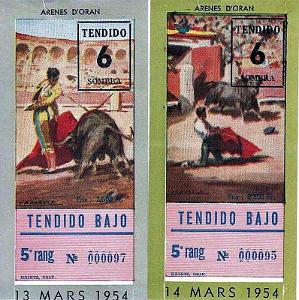 ARENES D'ORAN
TENDIDO
6
SOMBRA
TENDIDO BAJO
5e rang № 000097
13 MARS 1954
ARENES D'ORAN
TENDIDO
6
SOMBRA
TENDIDO BAJO
5e rang № 000095
14 MARS 1954